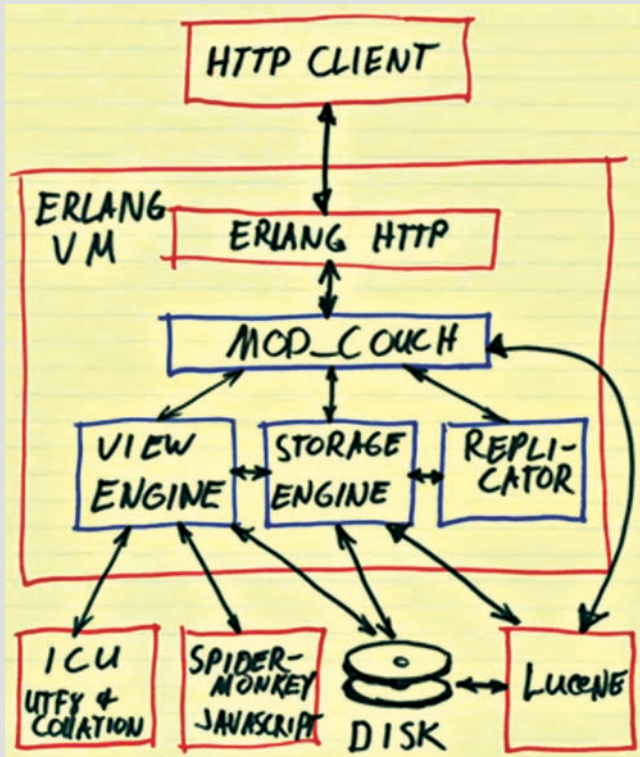 HTTP CLIENT
ERLANG
VM
ERLANG HTTP
MOD_COUCH
VIEW
ENGINE
STORAGE
ENGINE
REPLI-
CATOR
ICU
UTF8 &
COLLATION
SPIDER-
MONKEY
JAVASCRIPT
DISK
LUCENE